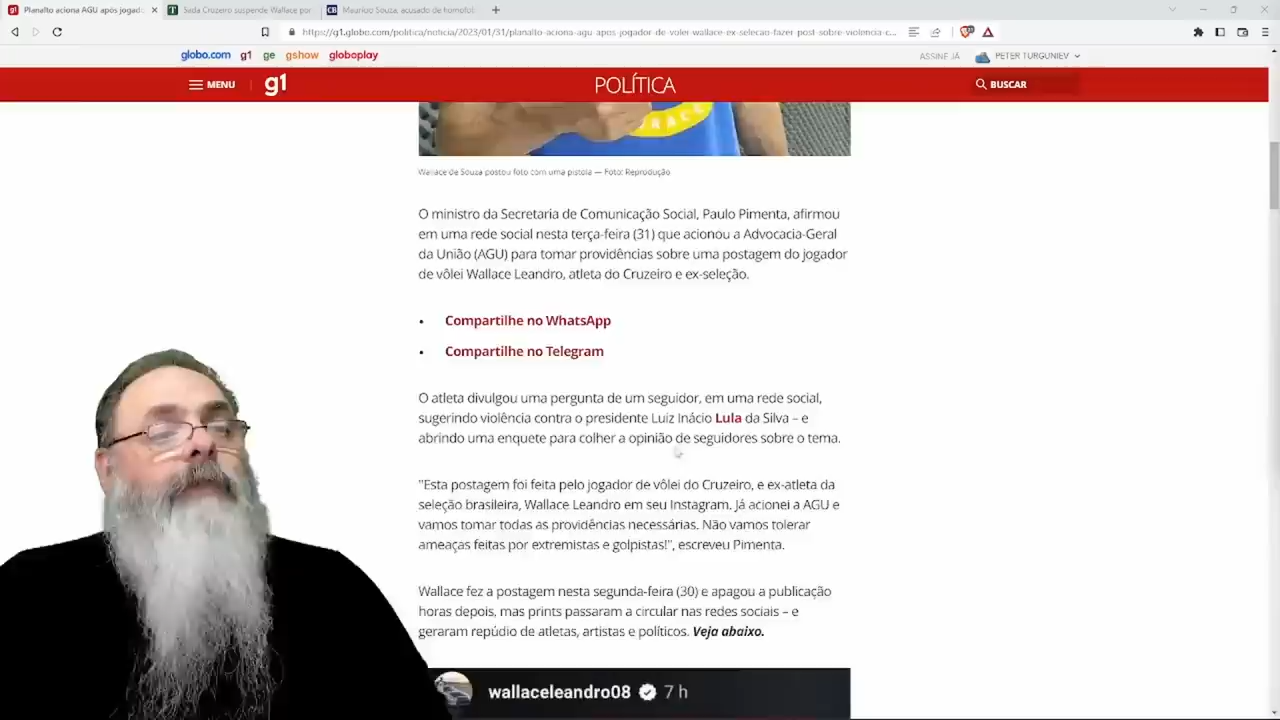 Planalto aciona AGU após jogado
Sada Cruzeiro suspende Wallace por
Maurício Souza, acusado de homofob
https://g1.globo.com/politica/noticia/2023/01/31/planalto-aciona-agu-apos-jogador-de-volei-wallace-ex-selecao-fazer-post-sobre-violencia-c...
globo.com g1 ge gshow globoplay
ASSINE JÁ
PETER TURGUNIEV
MENU
g1
POLÍTICA
BUSCAR
Wallace de Souza postou foto com uma pistola — Foto: Reprodução
O ministro da Secretaria de Comunicação Social, Paulo Pimenta, afirmou
em uma rede social nesta terça-feira (31) que acionou a Advocacia-Geral
da União (AGU) para tomar providências sobre uma postagem do jogador
de vôlei Wallace Leandro, atleta do Cruzeiro e ex-seleção.
• Compartilhe no WhatsApp
• Compartilhe no Telegram
O atleta divulgou uma pergunta de um seguidor, em uma rede social,
sugerindo violência contra o presidente Luiz Inácio Lula da Silva – e
abrindo uma enquete para colher a opinião de seguidores sobre o tema.
"Esta postagem foi feita pelo jogador de vôlei do Cruzeiro, e ex-atleta da
seleção brasileira, Wallace Leandro em seu Instagram. Já acionei a AGU e
vamos tomar todas as providências necessárias. Não vamos tolerar
ameaças feitas por extremistas e golpistas!", escreveu Pimenta.
Wallace fez a postagem nesta segunda-feira (30) e apagou a publicação
horas depois, mas prints passaram a circular nas redes sociais – e
geraram repúdio de atletas, artistas e políticos. Veja abaixo.
wallaceleandro08 7 h